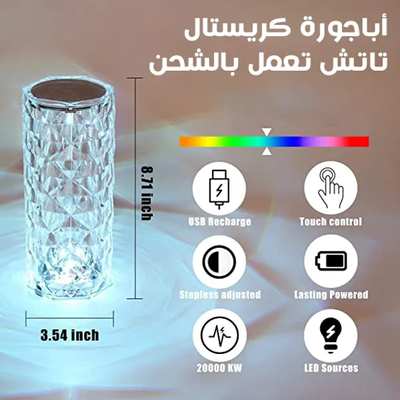 أباجورة كريستال
تاتش تعمل بالشحن
8.71 inch
3.54 inch
USB Recharge
Touch control
Stepless adjusted
Lasting Powered
20000 KW
LED Sources